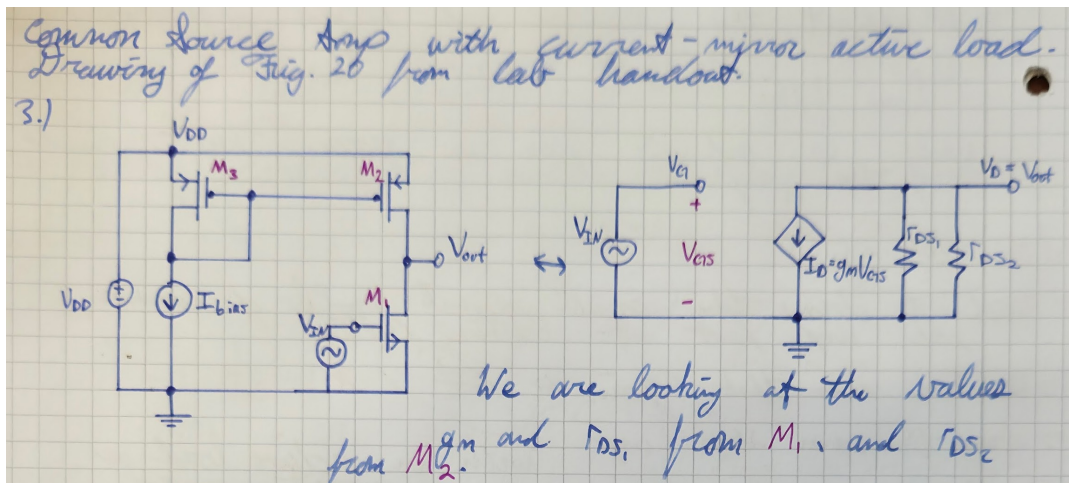 Common Source Amp with current-mirror active load.
Drawing of Fig. 20 from lab handout.
3.)
VDD
M3
M2
VDD
Ibias
Vout
M1
VIN
VG
+
VIN
VGS
-
ID=gmVGS
rDS1
rDS2
VD = Vout
We are looking at the values
gm and rDS1 from M1, and rDS2
from M2.